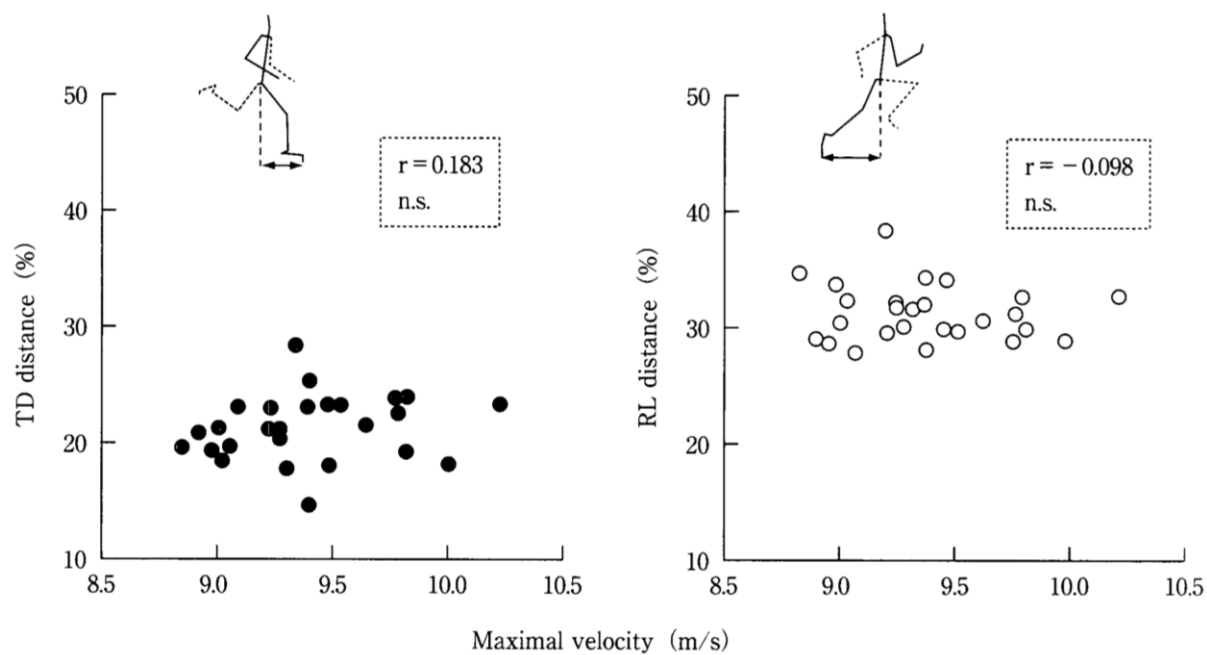 50
40
30
20
10
TD distance (%)
r = 0.183
n.s.
8.5 9.0 9.5 10.0 10.5
50
40
30
20
10
RL distance (%)
r = − 0.098
n.s.
8.5 9.0 9.5 10.0 10.5
Maximal velocity (m/s)